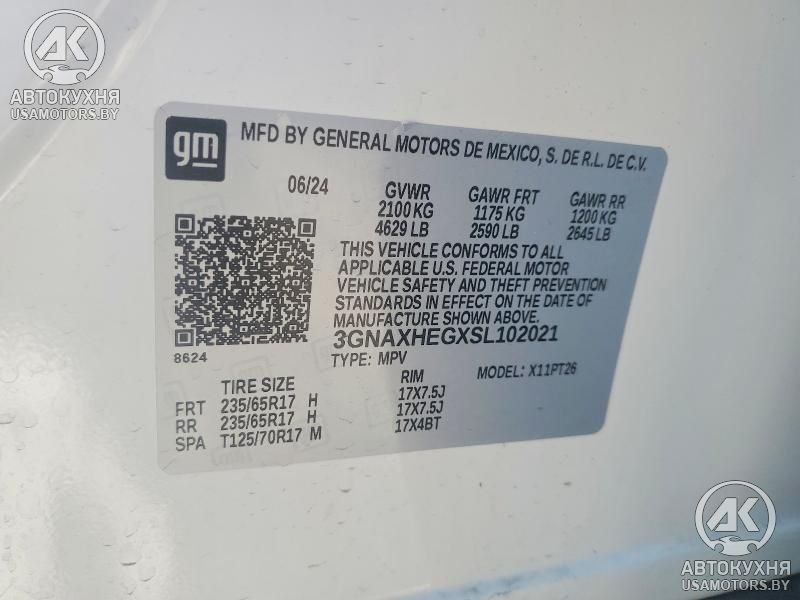 АВТОКУХНЯ
USAMOTORS.BY
gm
MFD BY GENERAL MOTORS DE MEXICO, S. DE R.L. DE C.V.
06/24 GVWR GAWR FRT GAWR RR
2100 KG 1175 KG 1200 KG
4629 LB 2590 LB 2645 LB
THIS VEHICLE CONFORMS TO ALL
APPLICABLE U.S. FEDERAL MOTOR
VEHICLE SAFETY AND THEFT PREVENTION
STANDARDS IN EFFECT ON THE DATE OF
MANUFACTURE SHOWN ABOVE.
3GNAXHEGXSL102021
8624
TYPE: MPV MODEL: X11PT26
TIRE SIZE RIM
FRT 235/65R17 H 17X7.5J
RR 235/65R17 H 17X7.5J
SPA T125/70R17 M 17X4BT
АВТОКУХНЯ
USAMOTORS.BY